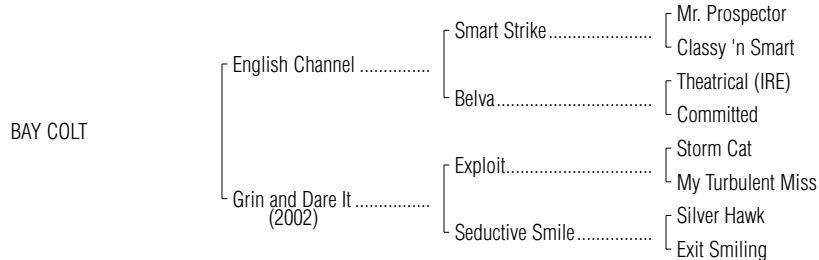 Mr. Prospector
Smart Strike......................
Classy 'n Smart
English Channel ...............
Theatrical (IRE)
Belva.................................
Committed
BAY COLT
Storm Cat
Exploit...............................
My Turbulent Miss
Grin and Dare It ................
(2002)
Silver Hawk
Seductive Smile................
Exit Smiling